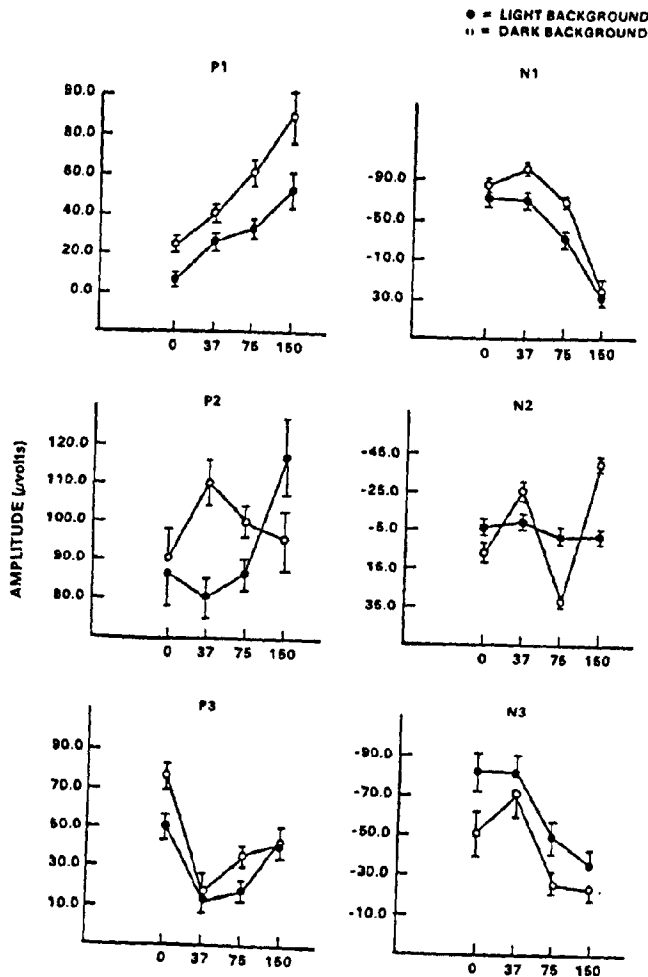 ● = LIGHT BACKGROUND
○ = DARK BACKGROUND
P1
90.0
80.0
60.0
40.0
20.0
0.0
0 37 75 150
N1
-90.0
-50.0
-10.0
30.0
0 37 75 150
AMPLITUDE (μvolts)
P2
120.0
110.0
100.0
90.0
80.0
0 37 75 150
N2
-45.0
-25.0
-5.0
16.0
36.0
0 37 75 150
P3
90.0
70.0
50.0
30.0
10.0
0 37 75 150
N3
-90.0
-70.0
-50.0
-30.0
-10.0
0 37 75 150